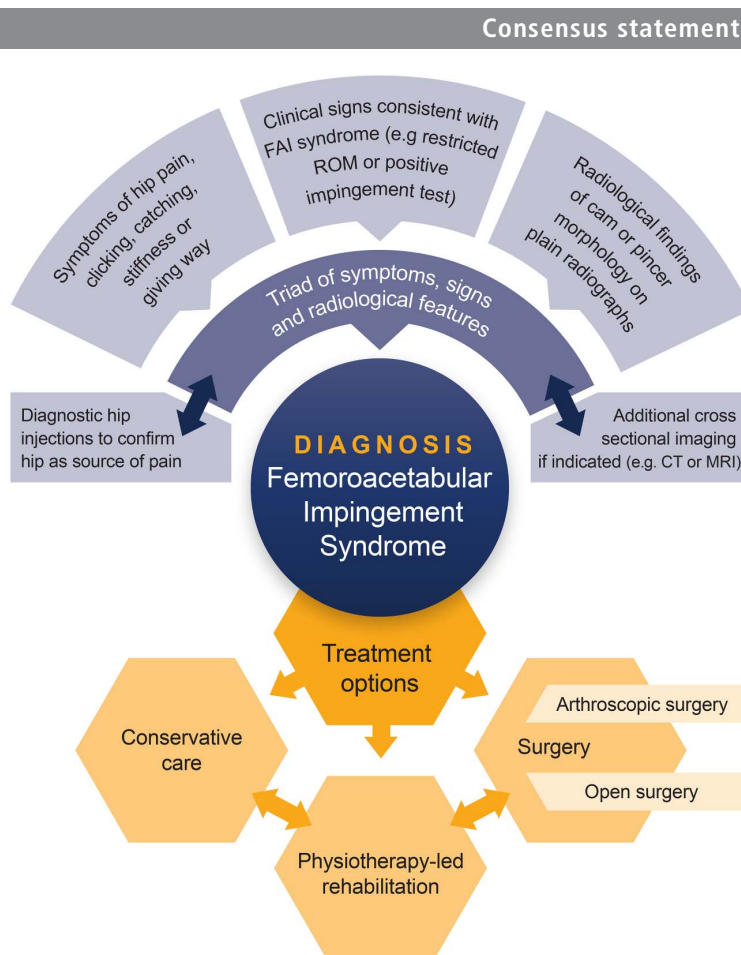 Consensus statement
Symptoms of hip pain,
clicking, catching,
stiffness or
giving way
Clinical signs consistent with
FAI syndrome (e.g restricted
ROM or positive
impingement test)
Radiological findings
of cam or pincer
morphology on
plain radiographs
Triad of symptoms, signs
and radiological features
Diagnostic hip
injections to confirm
hip as source of pain
Additional cross
sectional imaging
if indicated (e.g. CT or MRI)
DIAGNOSIS
Femoroacetabular
Impingement
Syndrome
Treatment
options
Conservative
care
Arthroscopic surgery
Surgery
Open surgery
Physiotherapy-led
rehabilitation